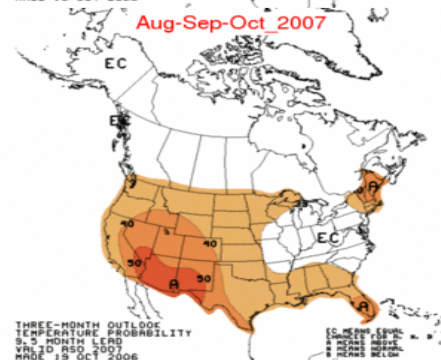 Aug-Sep-Oct_2007
EC
EC
A
40
40
EC
50
A
50
A
THREE-MONTH OUTLOOK
TEMPERATURE PROBABILITY
9.5 MONTH LEAD
VALID ASO 2007
MADE 19 OCT 2006
EC MEANS EQUAL
CHANCES FOR A, N, B
A MEANS ABOVE
N MEANS NORMAL
B MEANS BELOW